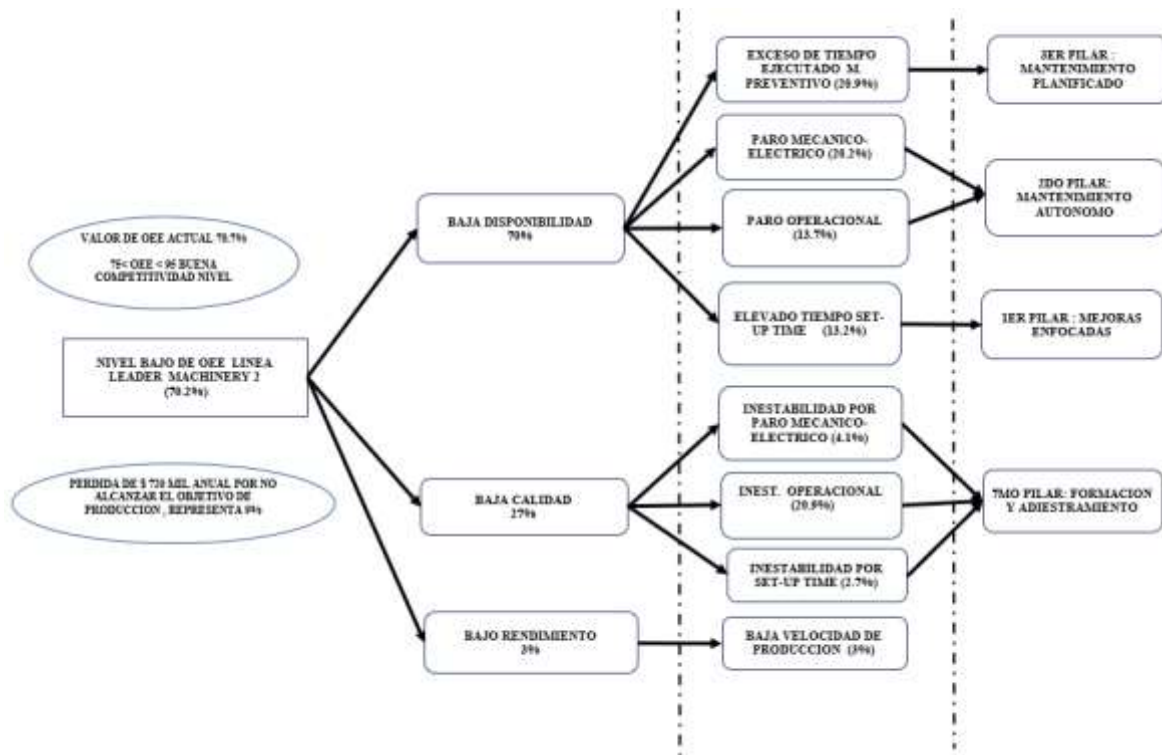 EXCESO DE TIEMPO
EJECUTADO M.
PREVENTIVO (20.9%)
3ER PILAR :
MANTENIMIENTO
PLANIFICADO
PARO MECANICO-
ELECTRICO (20.2%)
2DO PILAR:
MANTENIMIENTO
AUTONOMO
BAJA DISPONIBILIDAD
70%
PARO OPERACIONAL
(13.7%)
VALOR DE OEE ACTUAL 70.7%
75< OEE < 95 BUENA
COMPETITIVIDAD NIVEL
ELEVADO TIEMPO SET-
UP TIME (13.2%)
1ER PILAR : MEJORAS
ENFOCADAS
NIVEL BAJO DE OEE LINEA
LEADER MACHINERY 2
(70.2%)
INESTABILIDAD POR
PARO MECANICO-
ELECTRICO (4.1%)
PERDIDA DE $ 730 MIL ANUAL POR NO
ALCANZAR EL OBJETIVO DE
PRODUCCION , REPRESENTA 9%
BAJA CALIDAD
27%
INEST. OPERACIONAL
(20.9%)
7MO PILAR: FORMACION
Y ADIESTRAMIENTO
INESTABILIDAD POR
SET-UP TIME (2.7%)
BAJO RENDIMIENTO
3%
BAJA VELOCIDAD DE
PRODUCCION (3%)